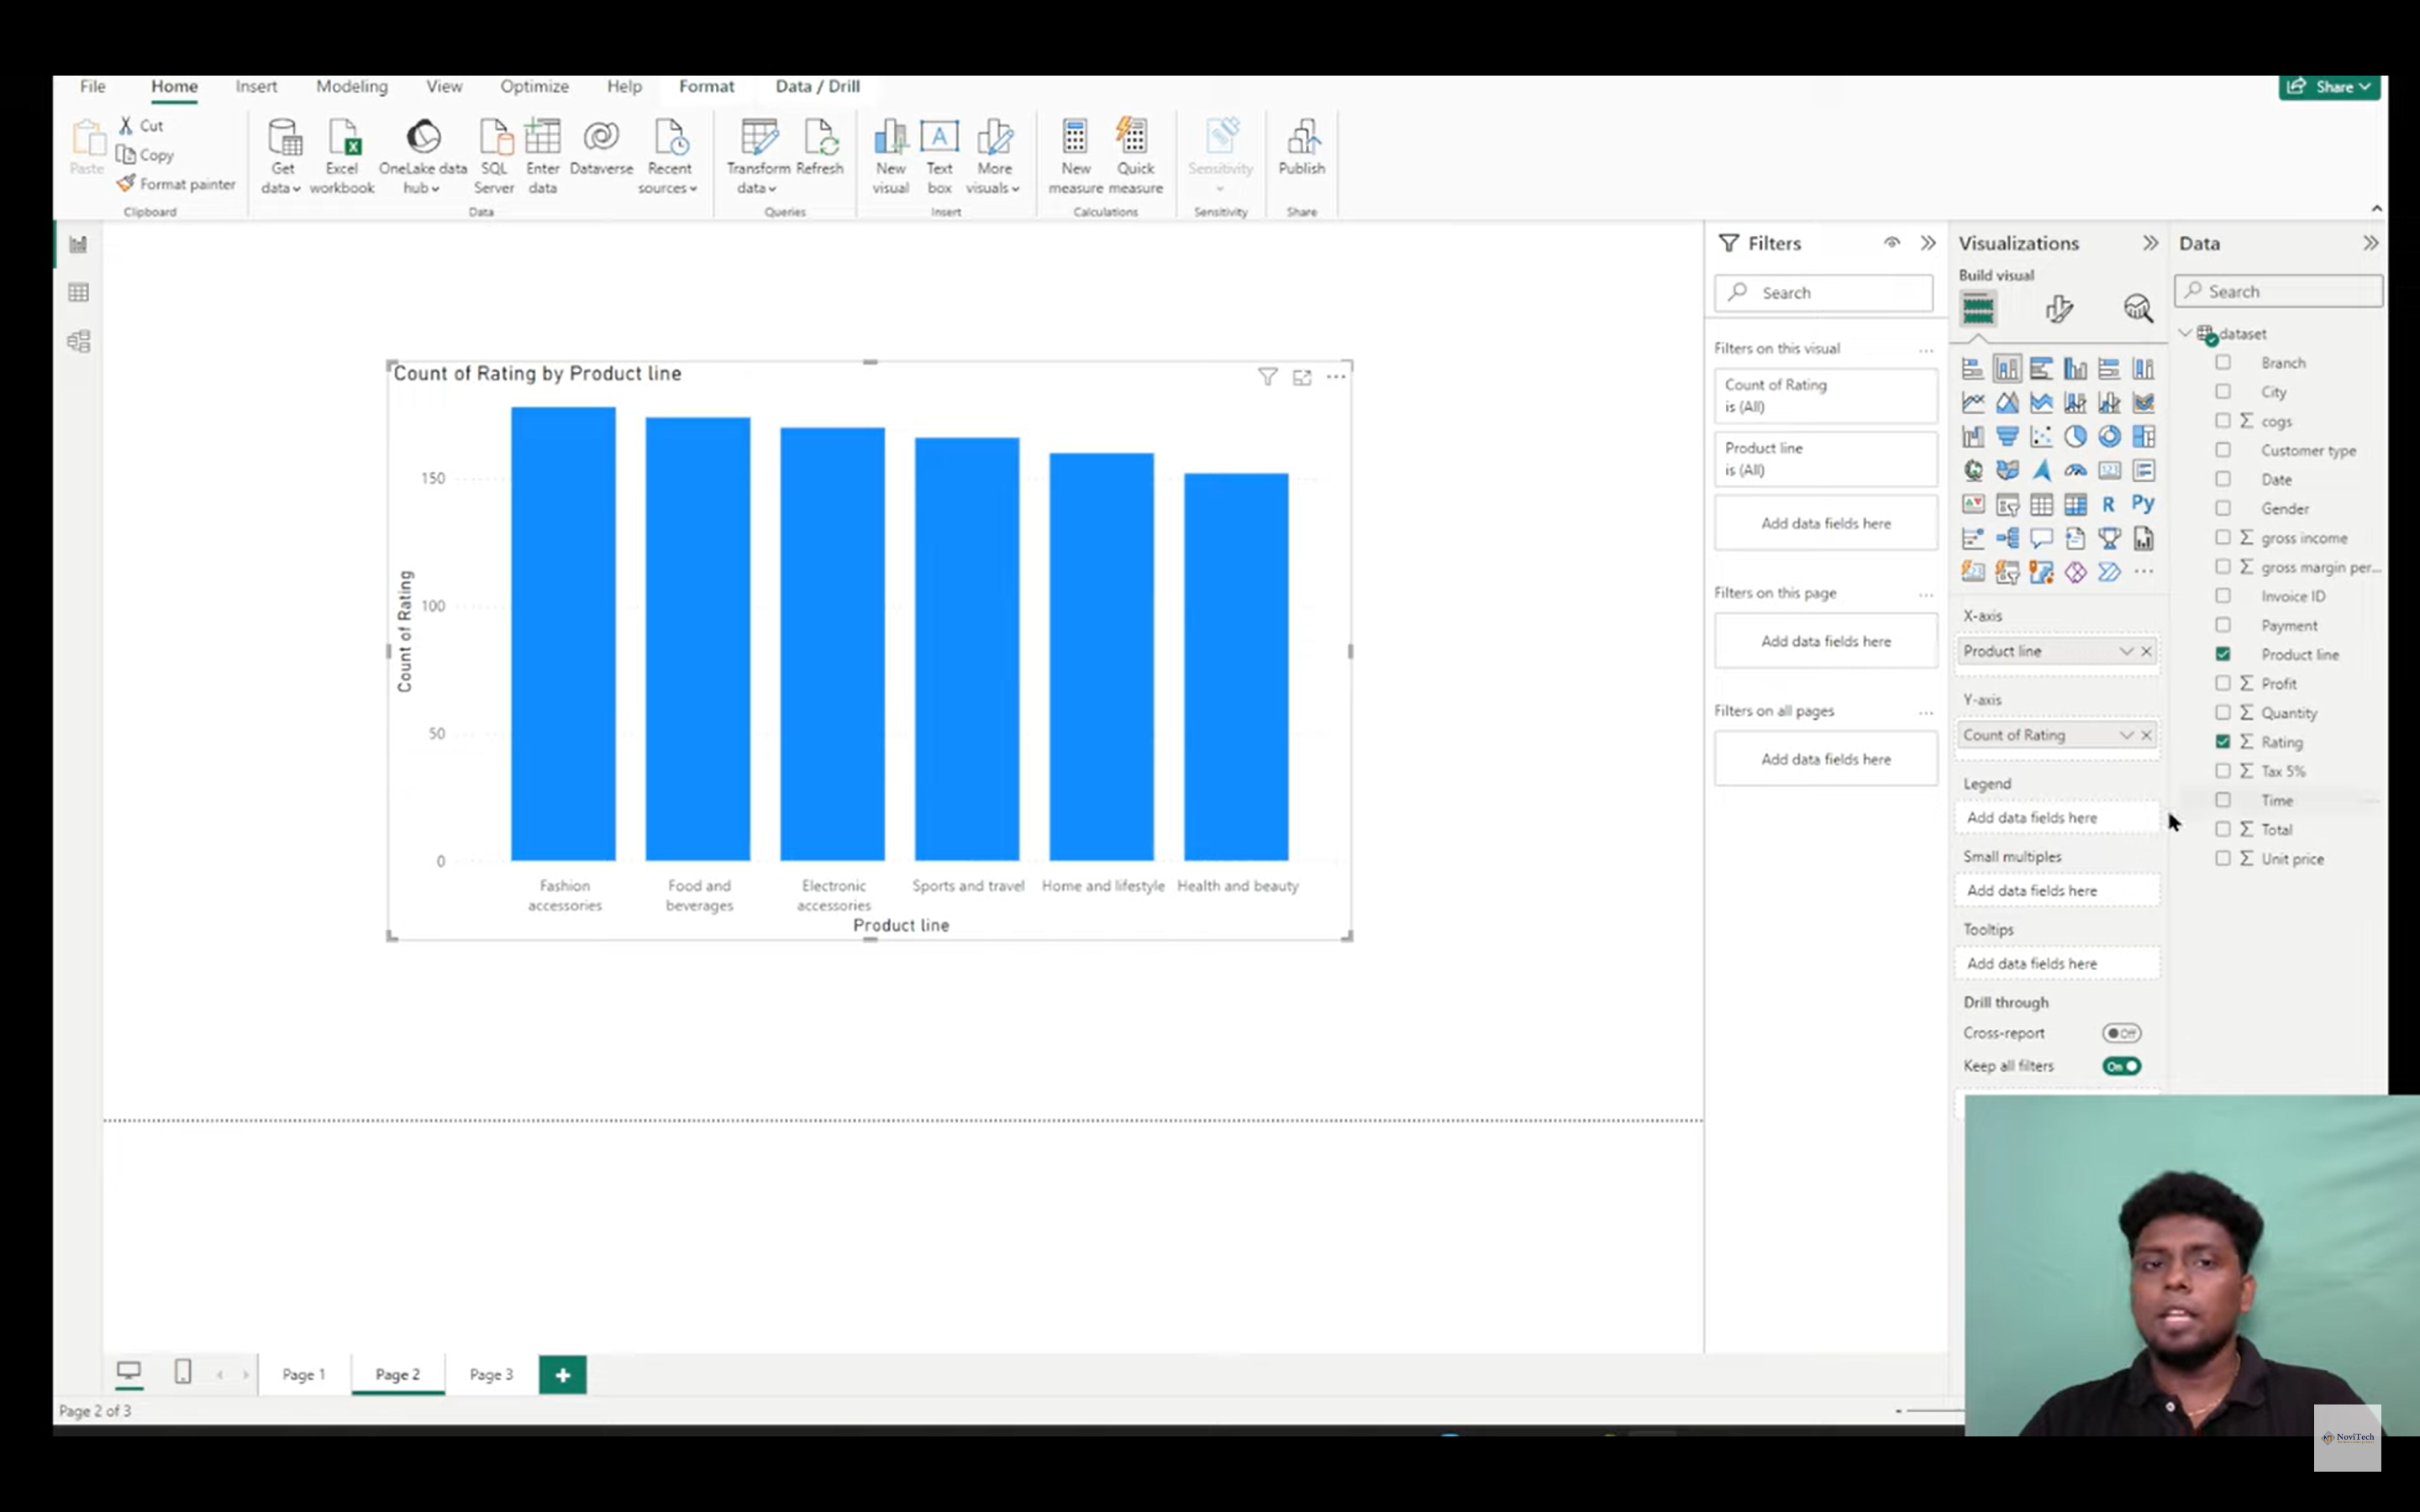 File Home Insert Modeling View Optimize Help Format Data / Drill Share
Paste
Cut
Copy
Format painter
Clipboard
Get data
Excel workbook
OneLake data hub
SQL Server
Enter data
Dataverse
Recent sources
Data
Transform data
Refresh
Queries
New visual
Text box
More visuals
Insert
New measure
Quick measure
Calculations
Sensitivity
Sensitivity
Publish
Share
Count of Rating by Product line
150
100
50
0
Count of Rating
Fashion accessories
Food and beverages
Electronic accessories
Sports and travel
Home and lifestyle
Health and beauty
Product line
Filters
Search
Filters on this visual
Count of Rating
is (All)
Product line
is (All)
Add data fields here
Filters on this page
Add data fields here
Filters on all pages
Add data fields here
Visualizations
Build visual
123
R
Py
X-axis
Product line
Y-axis
Count of Rating
Legend
Add data fields here
Small multiples
Add data fields here
Tooltips
Add data fields here
Drill through
Cross-report
Off
Keep all filters
On
Data
Search
dataset
Branch
City
Σ cogs
Customer type
Date
Gender
Σ gross income
Σ gross margin per...
Invoice ID
Payment
Product line
Σ Profit
Σ Quantity
Σ Rating
Σ Tax 5%
Time
Σ Total
Σ Unit price
Page 1
Page 2
Page 3
+
Page 2 of 3
NoviTech